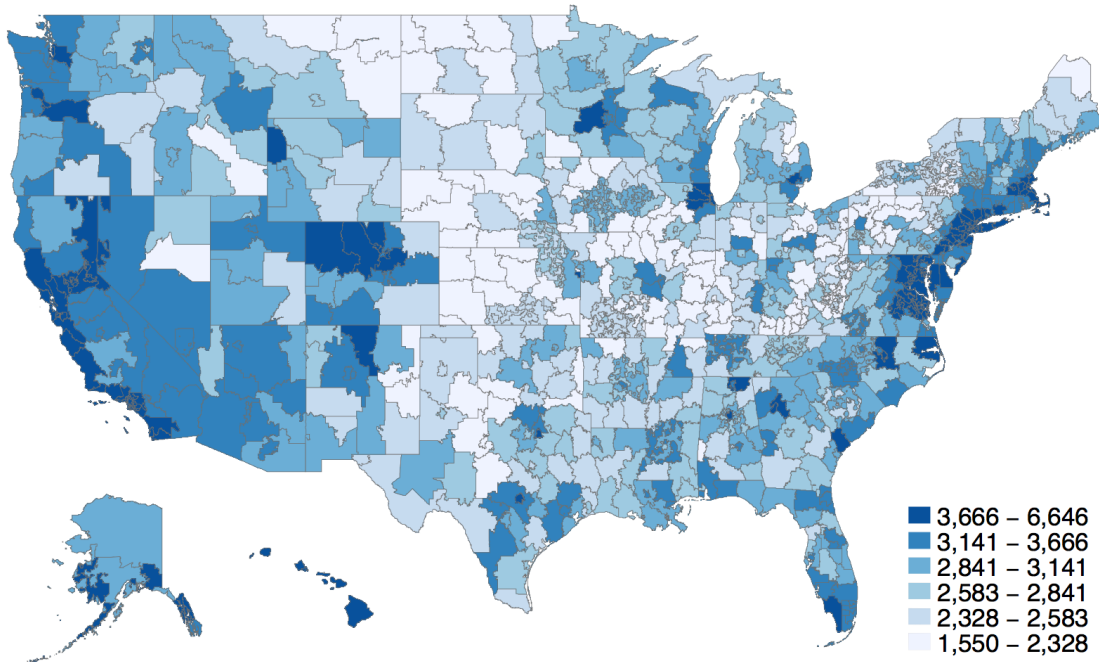 3,666 – 6,646
3,141 – 3,666
2,841 – 3,141
2,583 – 2,841
2,328 – 2,583
1,550 – 2,328